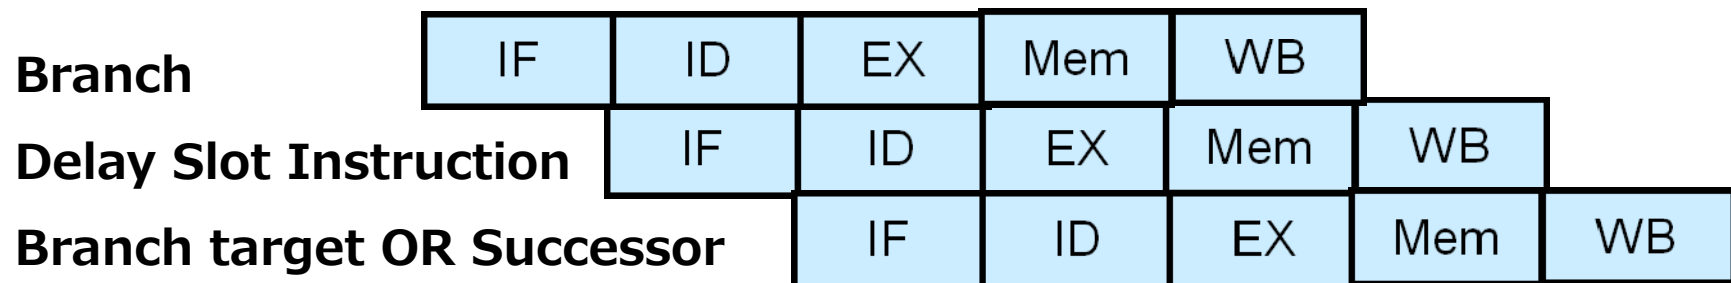 Branch IF ID EX Mem WB
Delay Slot Instruction IF ID EX Mem WB
Branch target OR Successor IF ID EX Mem WB